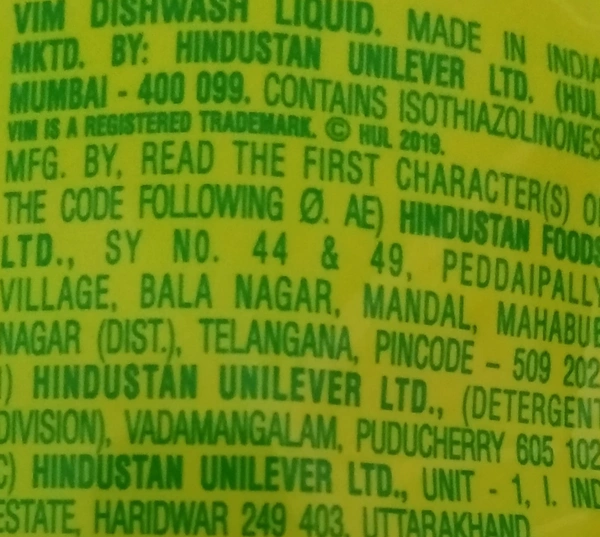 VIM DISHWASH LIQUID. MADE IN INDIA
MKTD. BY: HINDUSTAN UNILEVER LTD. (HUL
MUMBAI - 400 099. CONTAINS ISOTHIAZOLINONES
VIM IS A REGISTERED TRADEMARK. © HUL 2019.
MFG. BY, READ THE FIRST CHARACTER(S) O
THE CODE FOLLOWING Ø. AE) HINDUSTAN FOODS
LTD., SY NO. 44 & 49, PEDDAIPALLY
VILLAGE, BALA NAGAR, MANDAL, MAHABUB
NAGAR (DIST.), TELANGANA, PINCODE - 509 202
) HINDUSTAN UNILEVER LTD., (DETERGENT
DIVISION), VADAMANGALAM, PUDUCHERRY 605 102
C) HINDUSTAN UNILEVER LTD., UNIT - 1, I. IND
ESTATE, HARIDWAR 249 403, UTTARAKHAND